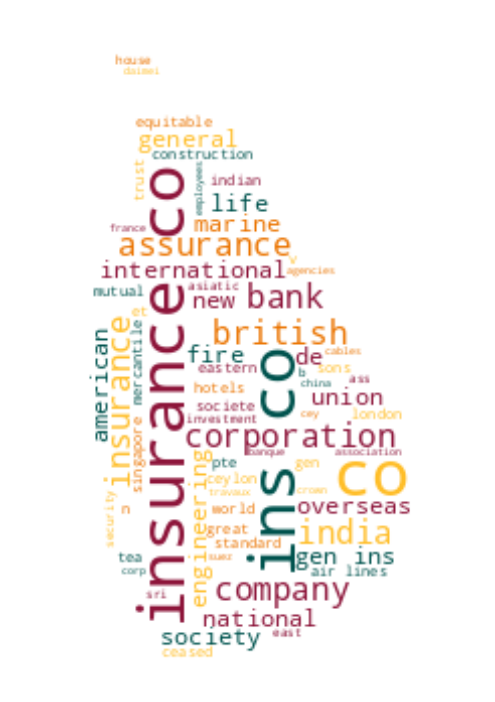 house
daimei
equitable
general
construction
trust
employees
indian
life
marine
france
assurance
v
international
agencies
asiatic
mutual
new bank
insurance co
et
british
american
insurance
mercantile
fire
de
cables
eastern
sons
b
china
ass
hotels
union
societe
investment
cey
london
corporation
singapore
banque
association
ins co
pte
gen
co
ceylon
travaux
crown
engineering
security
n
world
overseas
great
india
standard
suez
gen ins
tea
corp
air lines
sri
company
national
society
east
ceased